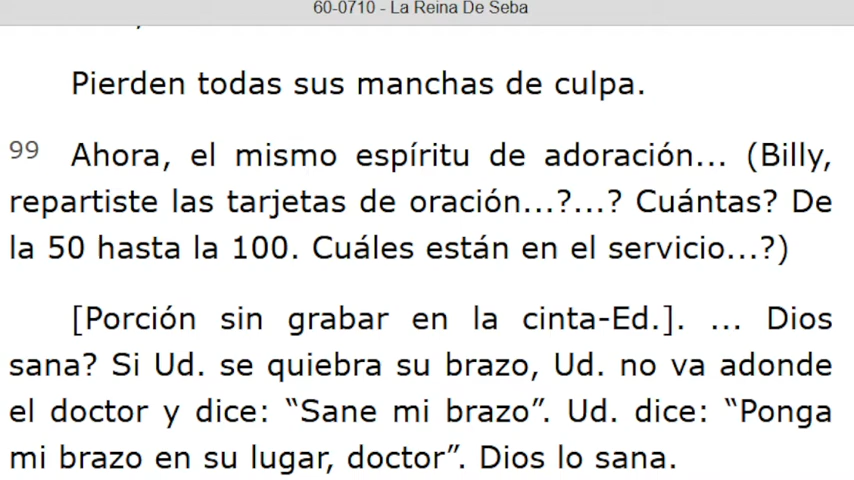 60-0710 - La Reina De Seba
Pierden todas sus manchas de culpa.
99 Ahora, el mismo espíritu de adoración... (Billy,
repartiste las tarjetas de oración...?...? Cuántas? De
la 50 hasta la 100. Cuáles están en el servicio...?)
[Porción sin grabar en la cinta-Ed.]. ... Dios
sana? Si Ud. se quiebra su brazo, Ud. no va adonde
el doctor y dice: “Sane mi brazo”. Ud. dice: “Ponga
mi brazo en su lugar, doctor”. Dios lo sana.